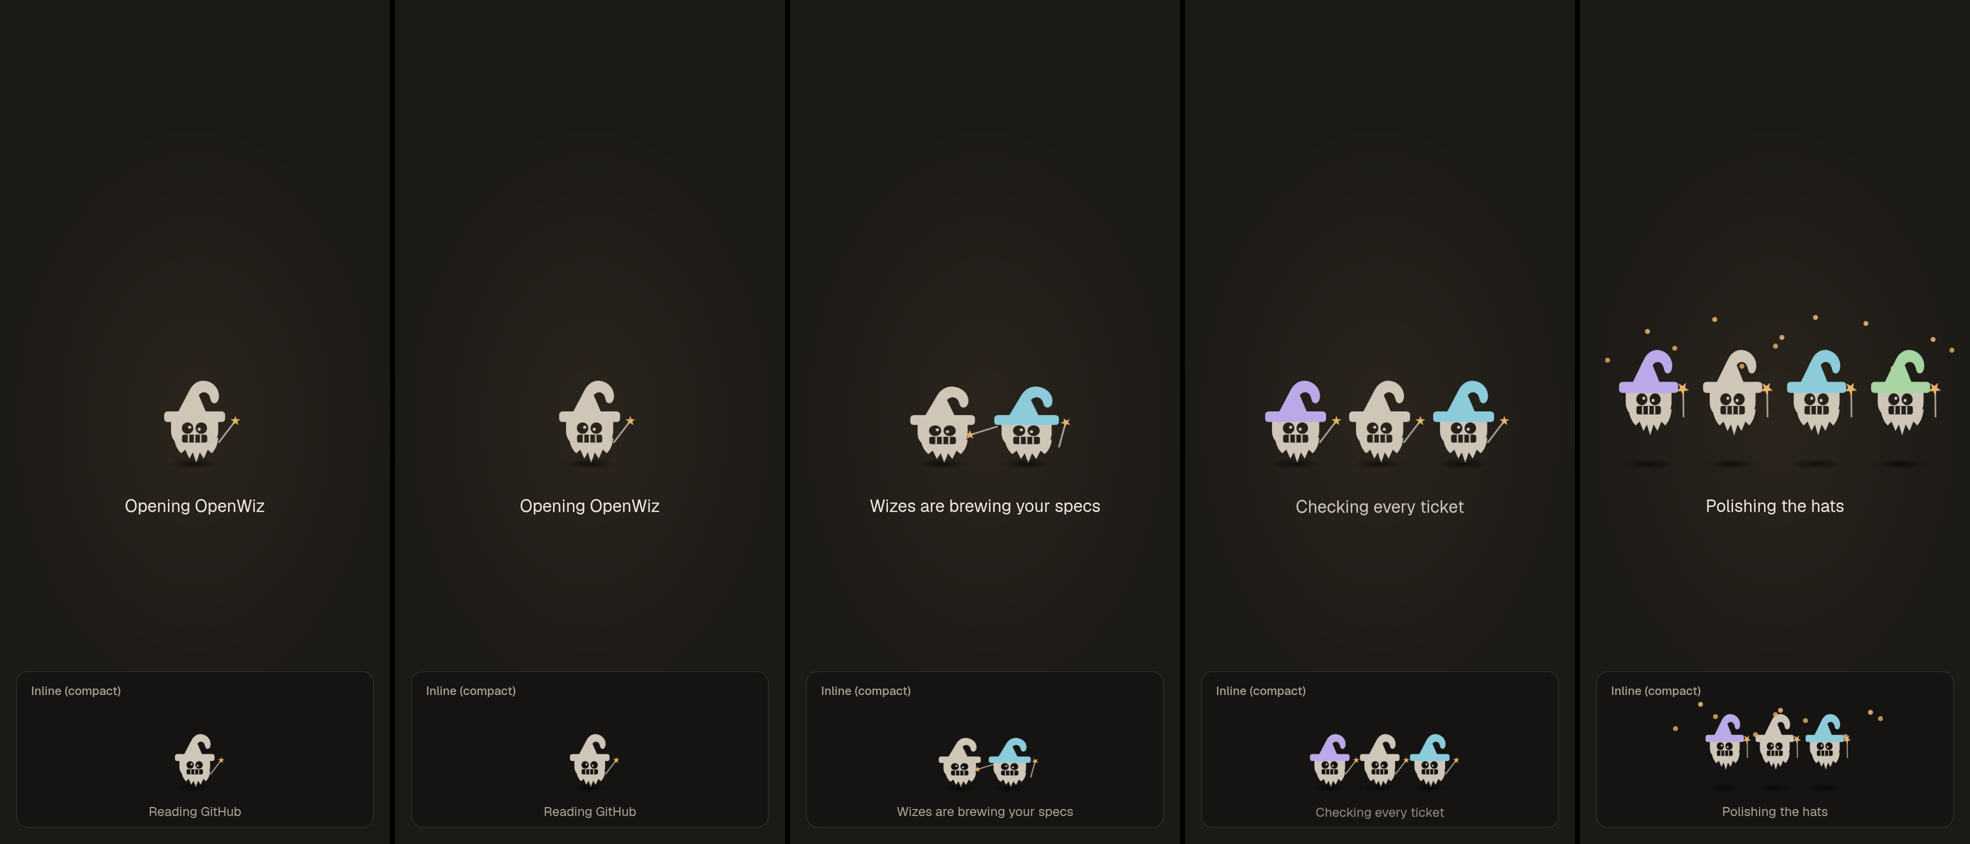 Opening OpenWiz
Inline (compact)
Reading GitHub
Opening OpenWiz
Inline (compact)
Reading GitHub
Wizes are brewing your specs
Inline (compact)
Wizes are brewing your specs
Checking every ticket
Inline (compact)
Checking every ticket
Polishing the hats
Inline (compact)
Polishing the hats